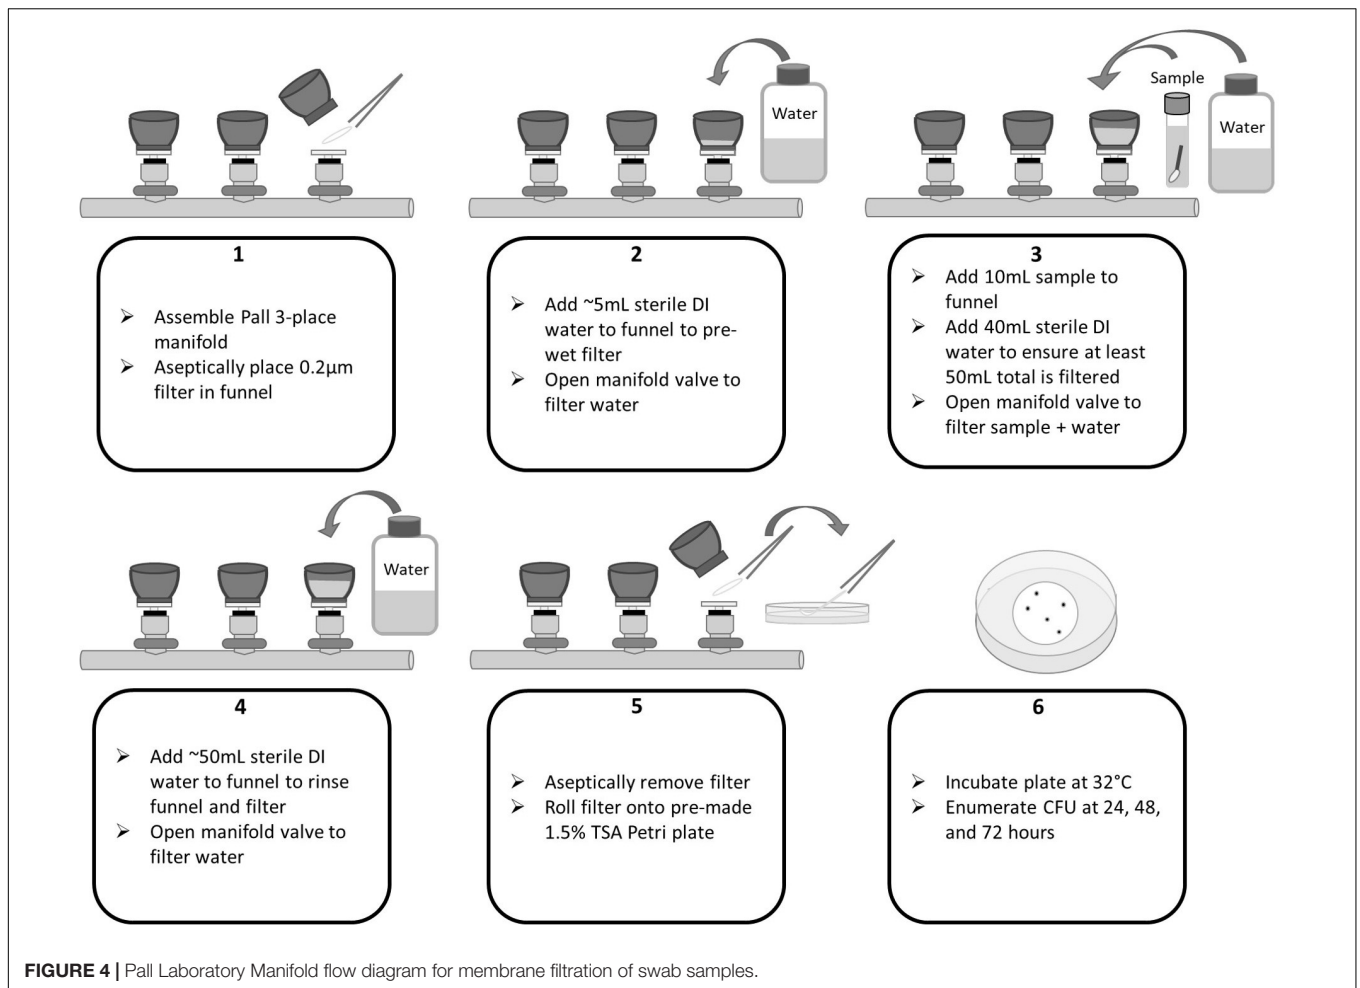 Water
Sample
Water
1
➢ Assemble Pall 3-place
manifold
➢ Aseptically place 0.2µm
filter in funnel
2
➢ Add ~5mL sterile DI
water to funnel to pre-
wet filter
➢ Open manifold valve to
filter water
3
➢ Add 10mL sample to
funnel
➢ Add 40mL sterile DI
water to ensure at least
50mL total is filtered
➢ Open manifold valve to
filter sample + water
Water
4
➢ Add ~50mL sterile DI
water to funnel to rinse
funnel and filter
➢ Open manifold valve to
filter water
5
➢ Aseptically remove filter
➢ Roll filter onto pre-made
1.5% TSA Petri plate
6
➢ Incubate plate at 32°C
➢ Enumerate CFU at 24, 48,
and 72 hours
FIGURE 4 | Pall Laboratory Manifold flow diagram for membrane filtration of swab samples.